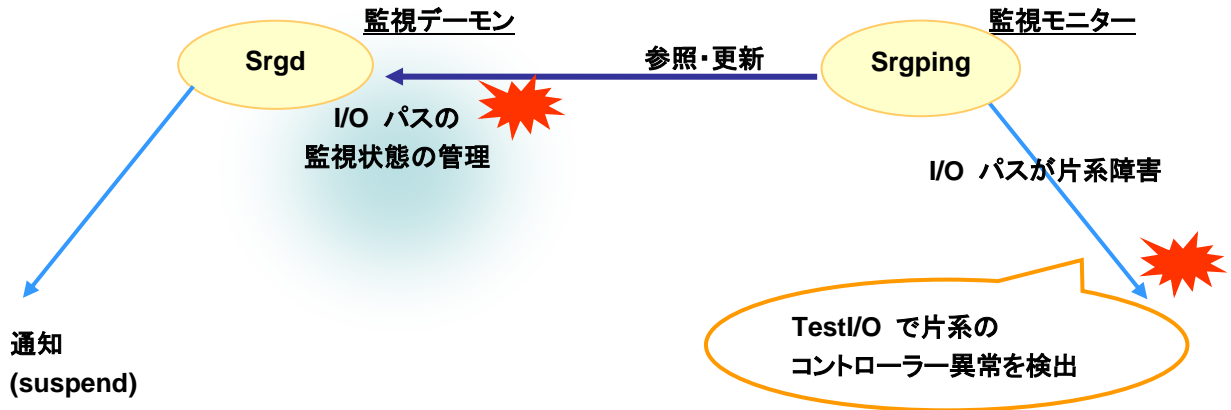 監視デーモン
監視モニター
Srgd
参照・更新
Srgping
I/O パスの
監視状態の管理
I/O パスが片系障害
TestI/O で片系の
コントローラー異常を検出
通知
(suspend)